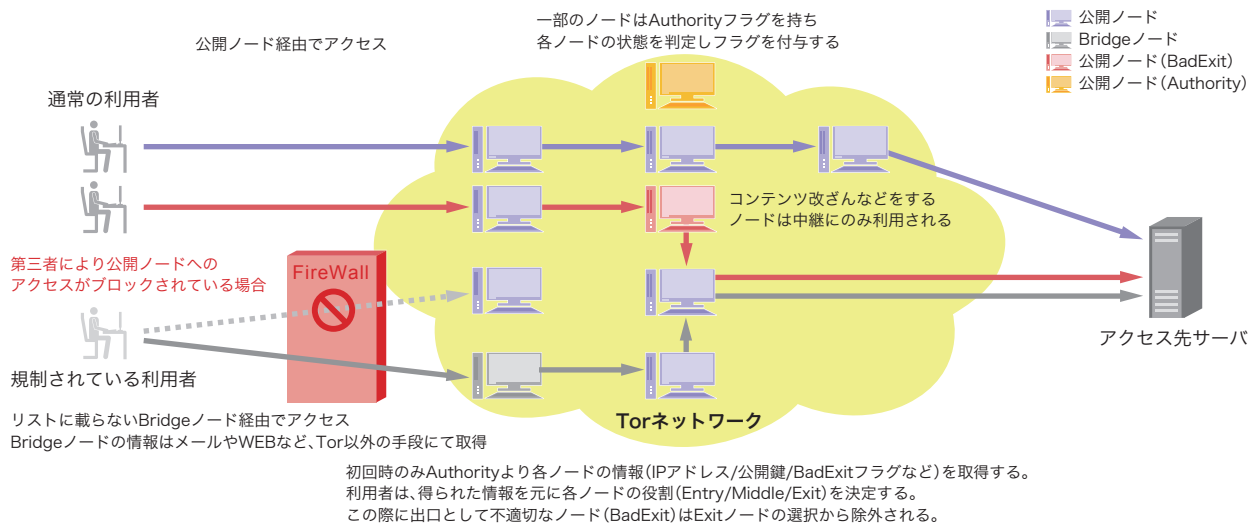 一部のノードはAuthorityフラグを持ち
各ノードの状態を判定しフラグを付与する
公開ノード経由でアクセス
公開ノード
Bridgeノード
公開ノード(BadExit)
公開ノード(Authority)
通常の利用者
コンテンツ改ざんなどをする
ノードは中継にのみ利用される
第三者により公開ノードへの
アクセスがブロックされている場合
FireWall
アクセス先サーバ
規制されている利用者
Torネットワーク
リストに載らないBridgeノード経由でアクセス
Bridgeノードの情報はメールやWEBなど、Tor以外の手段にて取得
初回時のみAuthorityより各ノードの情報(IPアドレス/公開鍵/BadExitフラグなど)を取得する。
利用者は、得られた情報を元に各ノードの役割(Entry/Middle/Exit)を決定する。
この際に出口として不適切なノード(BadExit)はExitノードの選択から除外される。